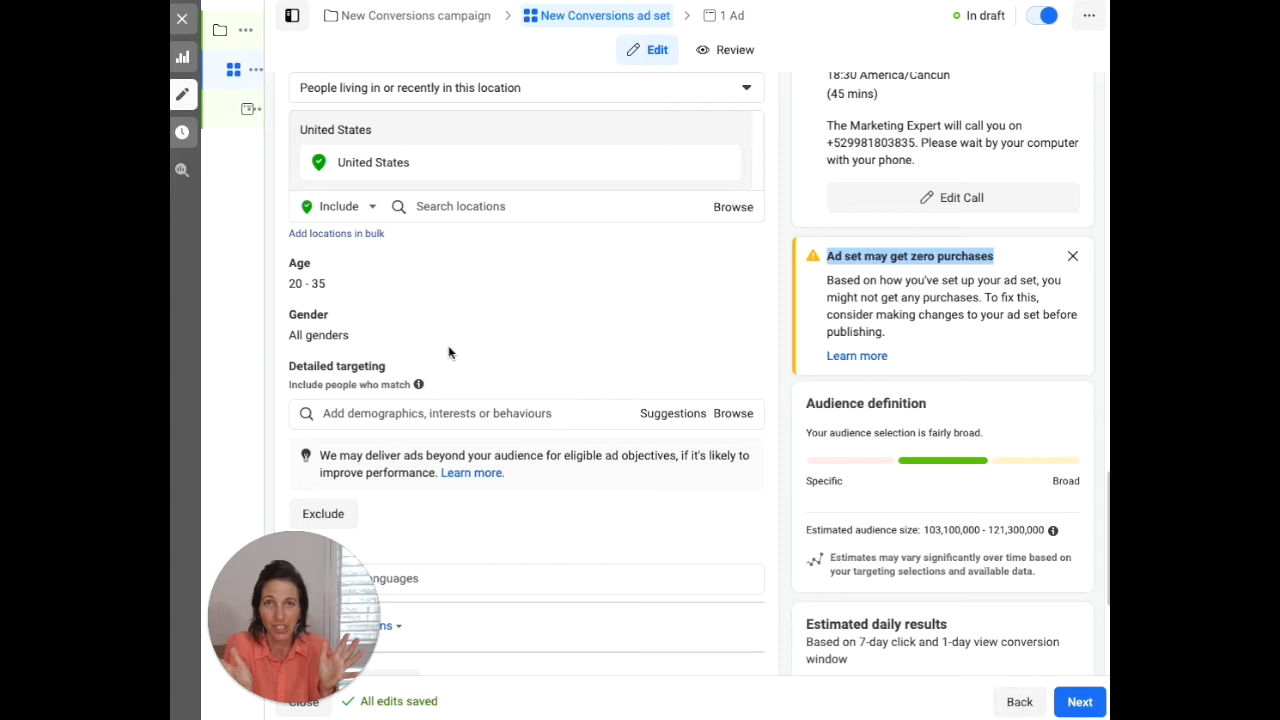 New Conversions campaign
New Conversions ad set
1 Ad
In draft
Edit
Review
People living in or recently in this location
United States
United States
Include
Search locations
Browse
Add locations in bulk
Age
20 - 35
Gender
All genders
Detailed targeting
Include people who match
Add demographics, interests or behaviours
Suggestions
Browse
We may deliver ads beyond your audience for eligible ad objectives, if it's likely to
improve performance. Learn more.
Exclude
anguages
ns
Close
All edits saved
18:30 America/Cancun
(45 mins)
The Marketing Expert will call you on
+529981803835. Please wait by your computer
with your phone.
Edit Call
Ad set may get zero purchases
Based on how you've set up your ad set, you
might not get any purchases. To fix this,
consider making changes to your ad set before
publishing.
Learn more
Audience definition
Your audience selection is fairly broad.
Specific
Broad
Estimated audience size: 103,100,000 - 121,300,000
Estimates may vary significantly over time based on
your targeting selections and available data.
Estimated daily results
Based on 7-day click and 1-day view conversion
window
Back
Next